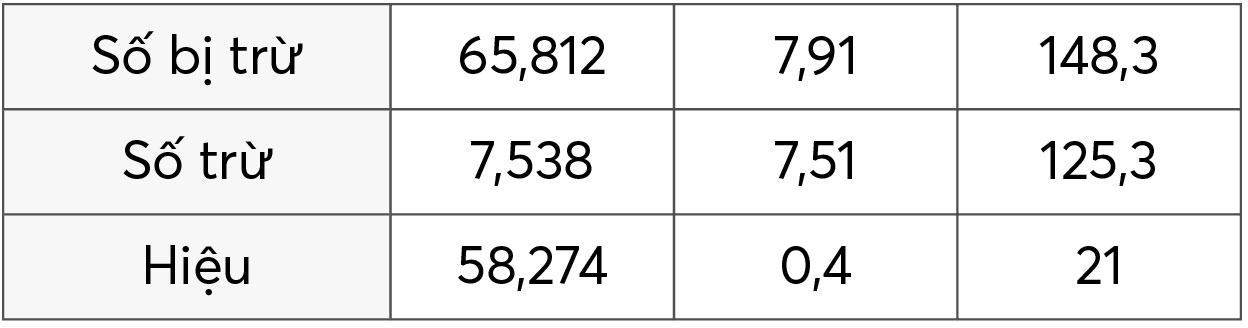 Số bị trừ 65,812 7,91 148,3
Số trừ 7,538 7,51 125,3
Hiệu 58,274 0,4 21